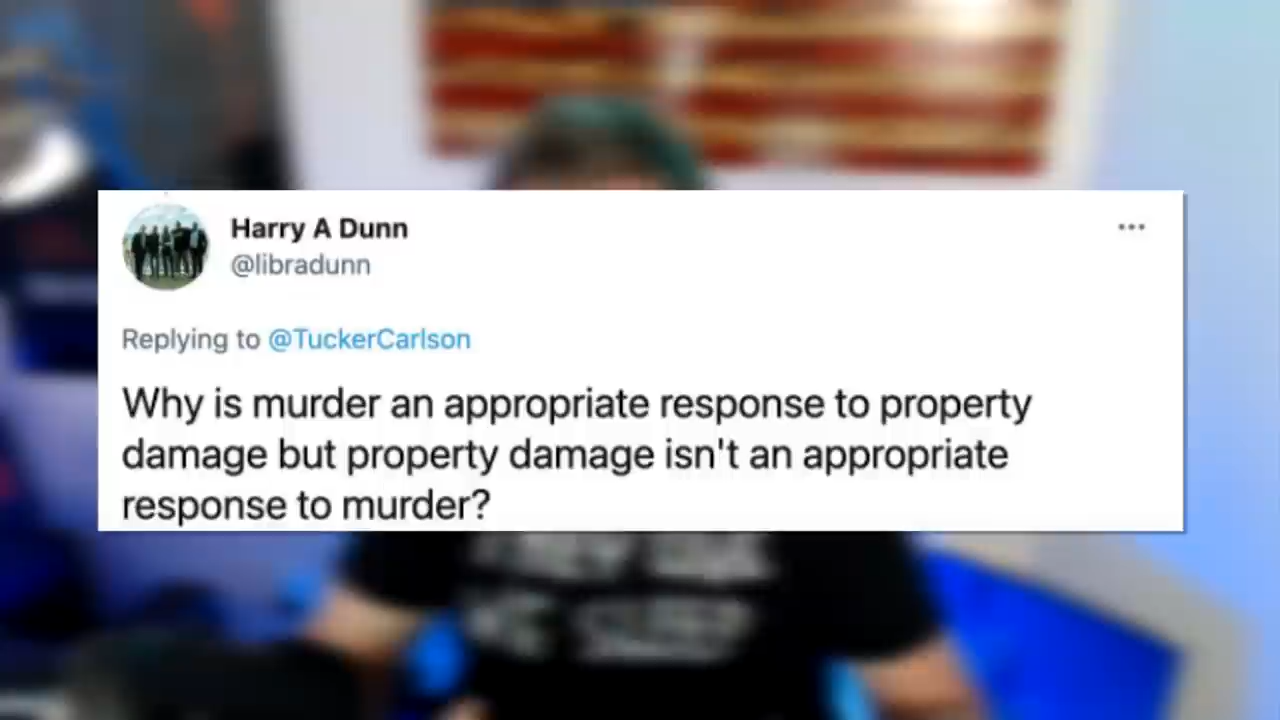 Harry A Dunn
@libradunn
Replying to @TuckerCarlson
Why is murder an appropriate response to property
damage but property damage isn't an appropriate
response to murder?